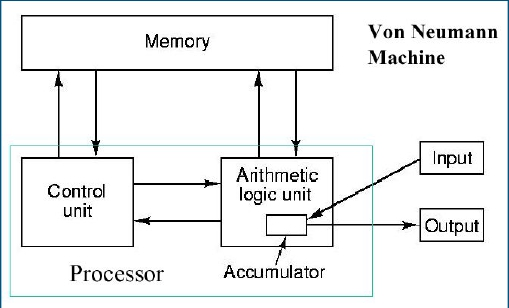 Memory
Von Neumann
Machine
Control
unit
Arithmetic
logic unit
Input
Output
Processor
Accumulator